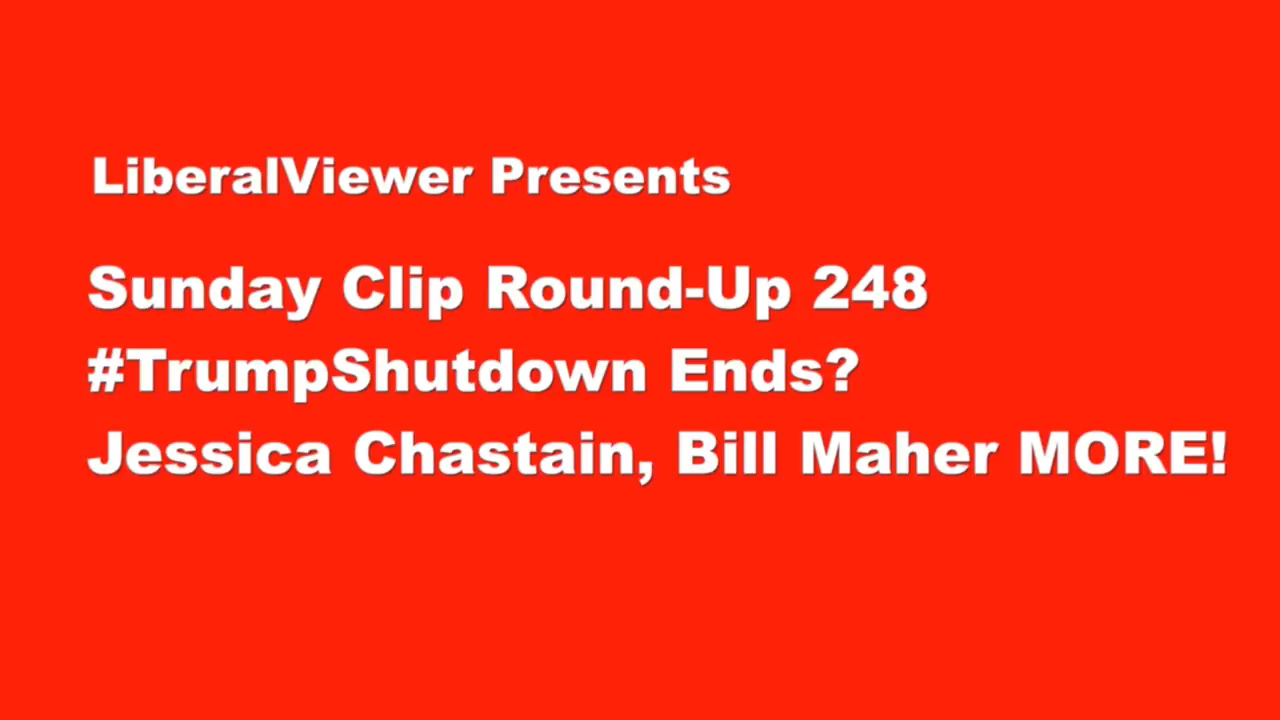 LiberalViewer Presents
Sunday Clip Round-Up 248
#TrumpShutdown Ends?
Jessica Chastain, Bill Maher MORE!